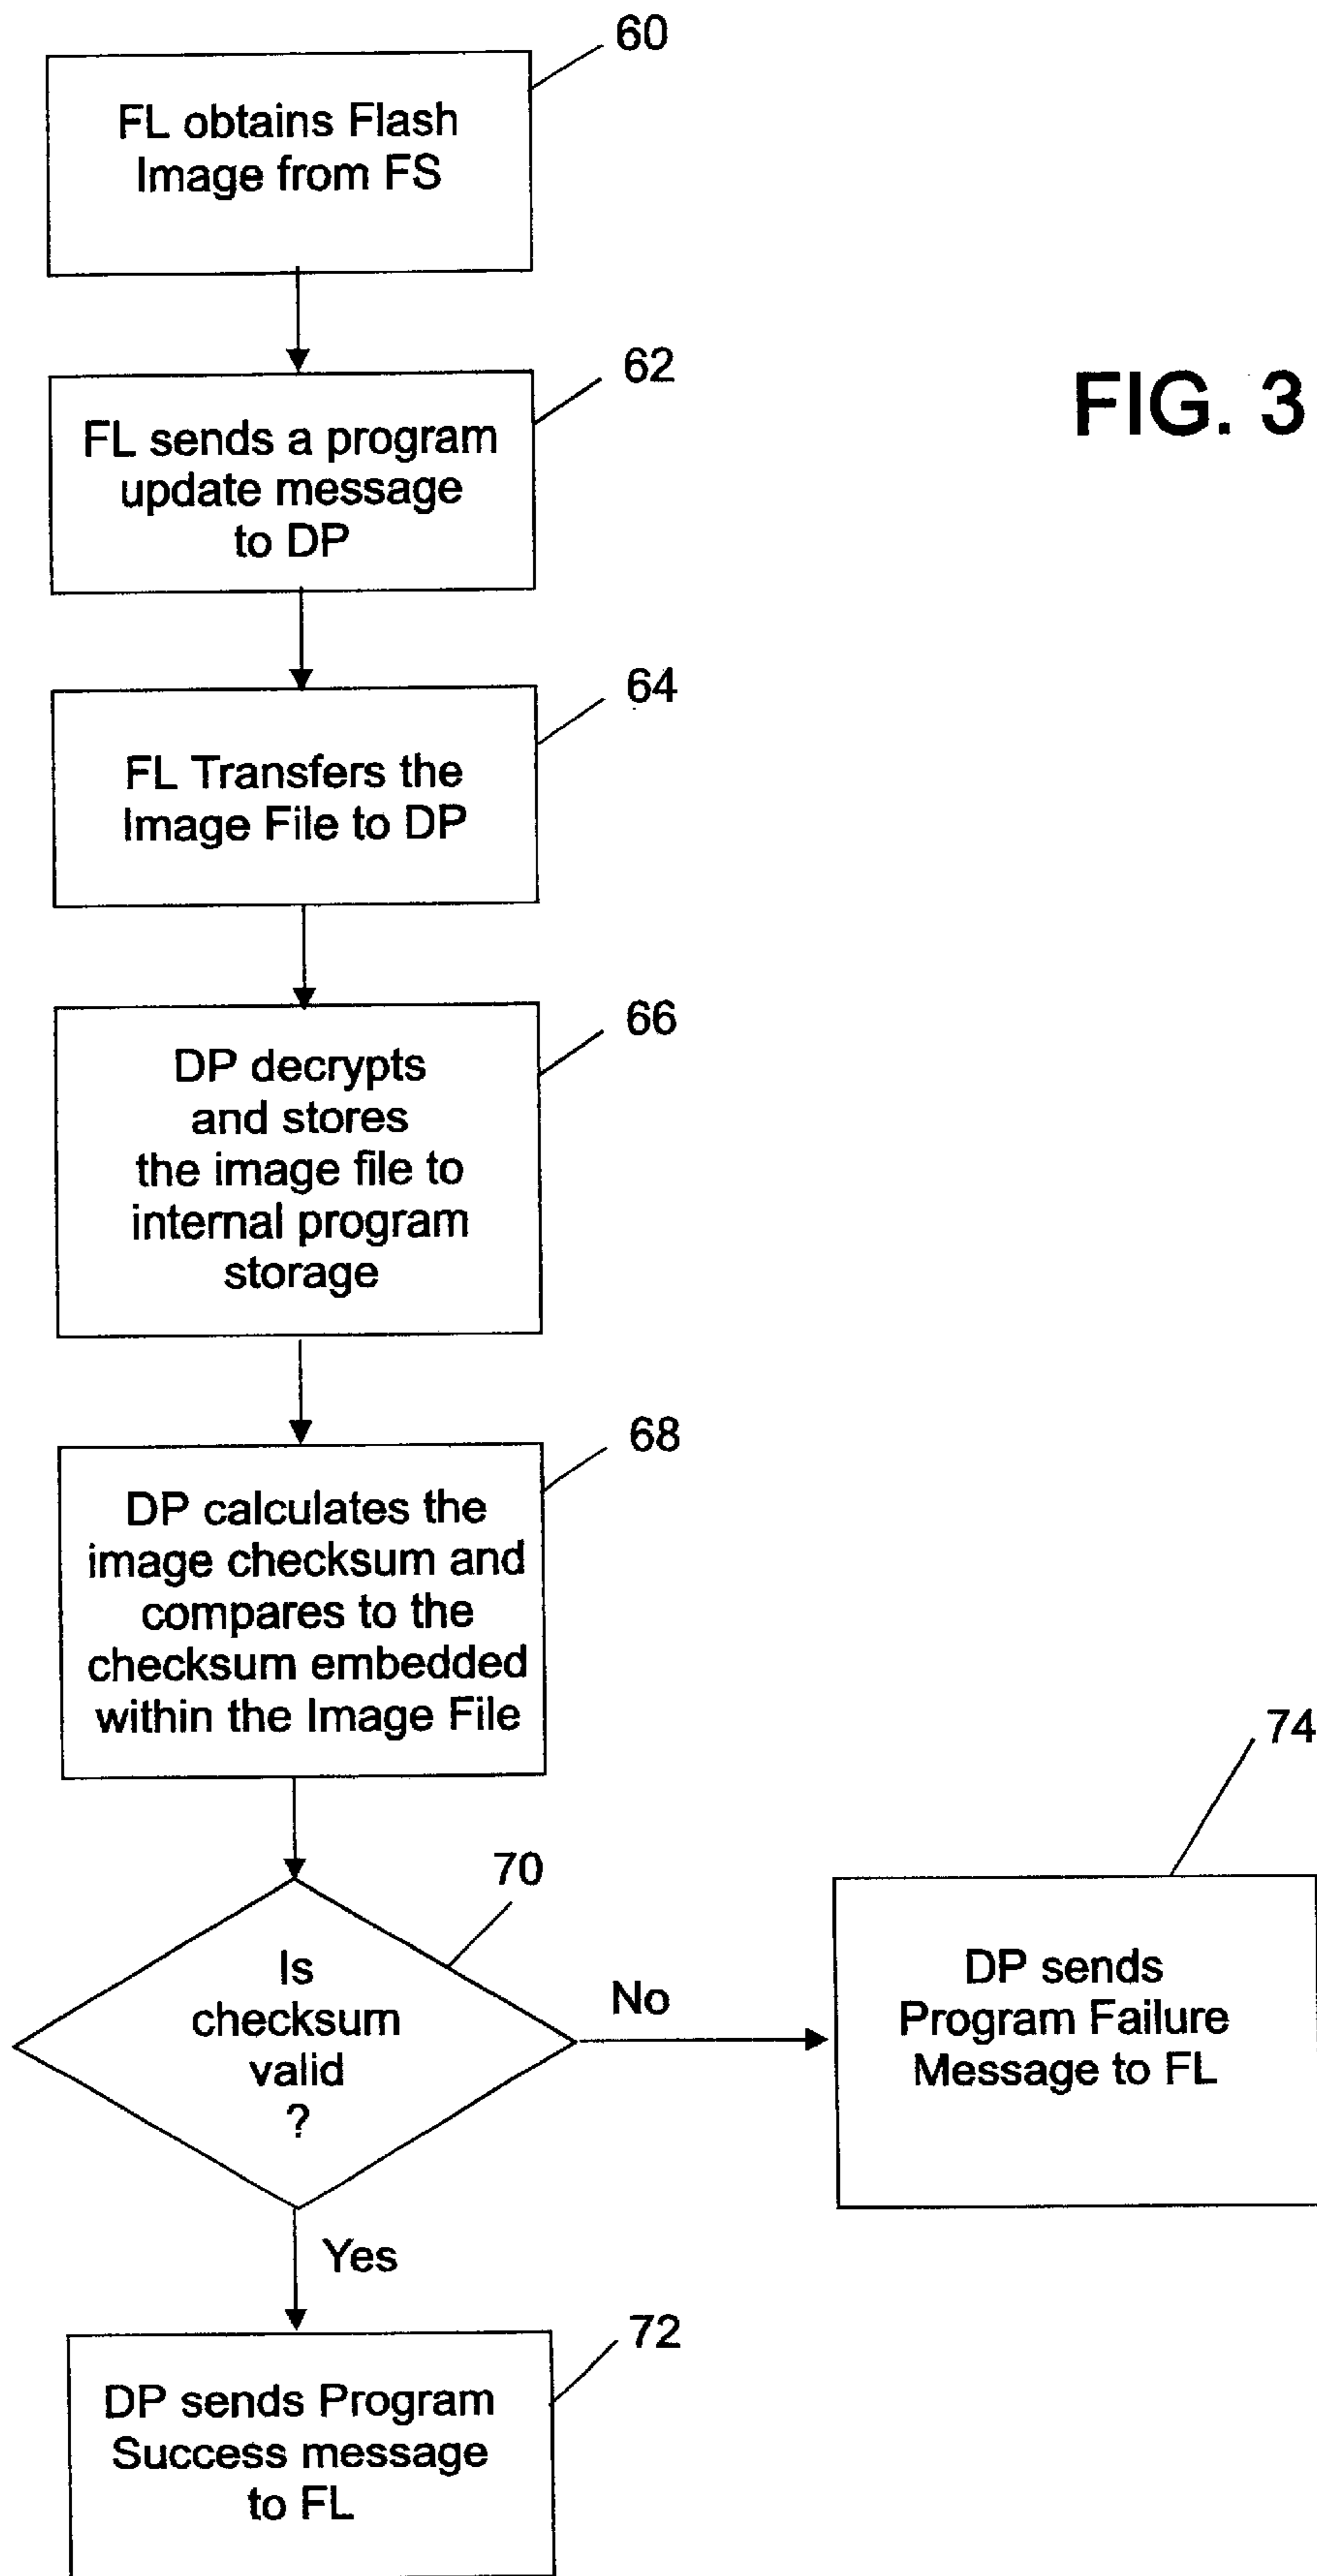 60
FL obtains Flash
Image from FS
62
FIG. 3
FL sends a program
update message
to DP
64
FL Transfers the
Image File to DP
66
DP decrypts
and stores
the image file to
internal program
storage
68
DP calculates the
image checksum and
compares to the
checksum embedded
within the Image File
74
70
Is
checksum
valid
?
No
DP sends
Program Failure
Message to FL
Yes
72
DP sends Program
Success message
to FL